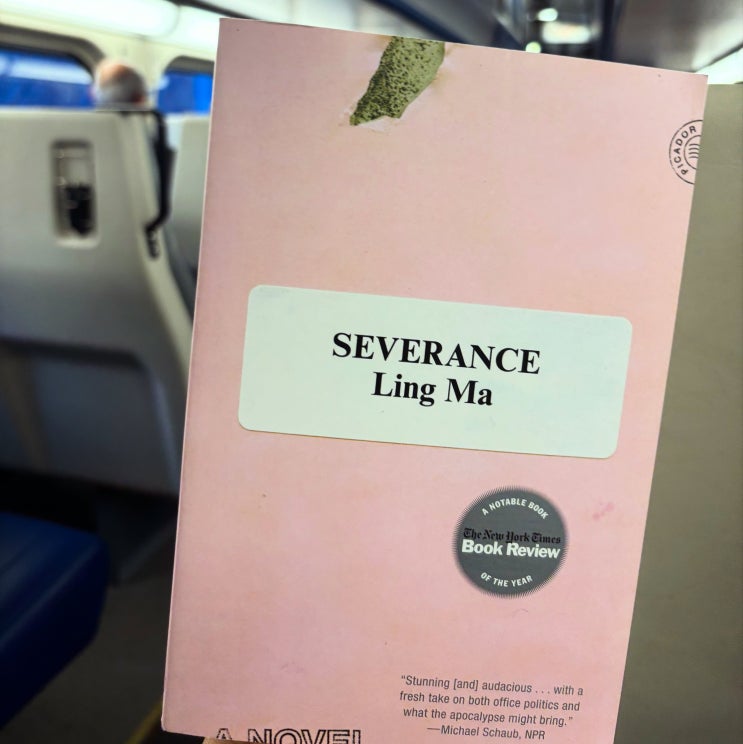 PICADOR
SEVERANCE
Ling Ma
A NOTABLE BOOK
The New York Times
Book Review
OF THE YEAR
“Stunning [and] audacious . . . with a
fresh take on both office politics and
what the apocalypse might bring.”
—Michael Schaub, NPR
A NOVEL